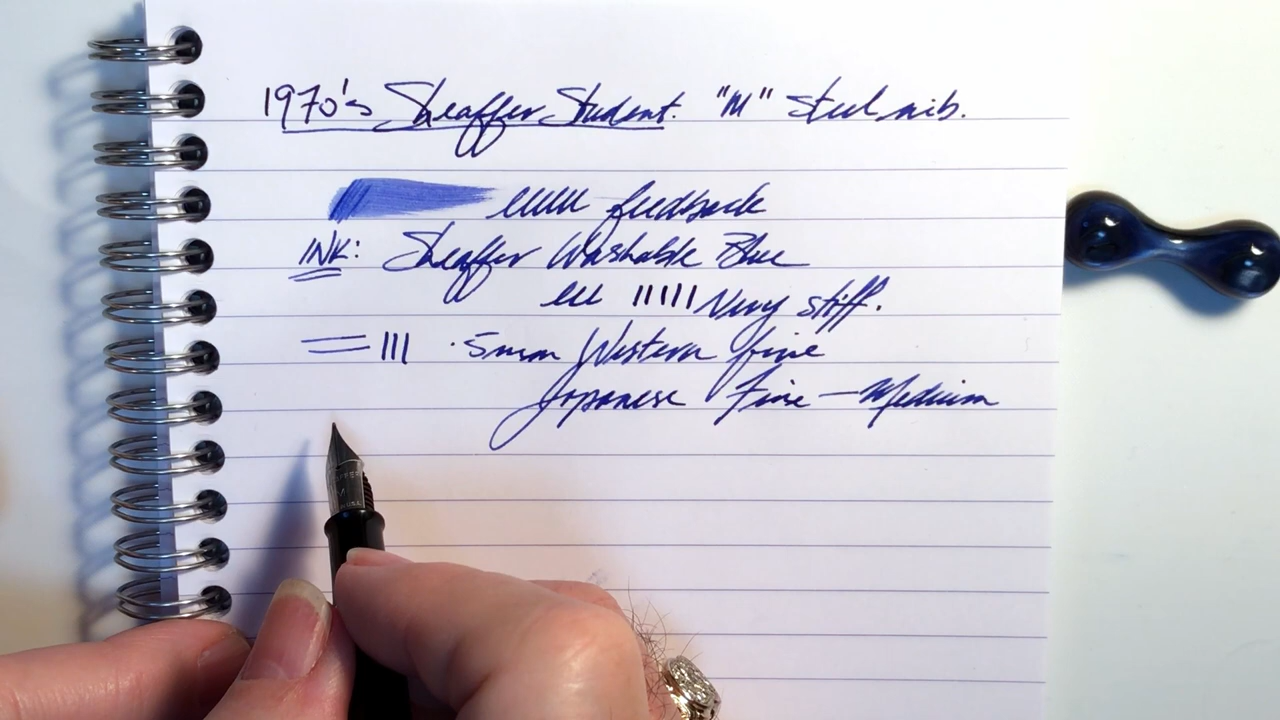 1970's Sheaffer Student. "M" Steel nib.
feedback
INK: Sheaffer Washable Blue
Very stiff.
.5mm Western fine
Japanese Fine-Medium